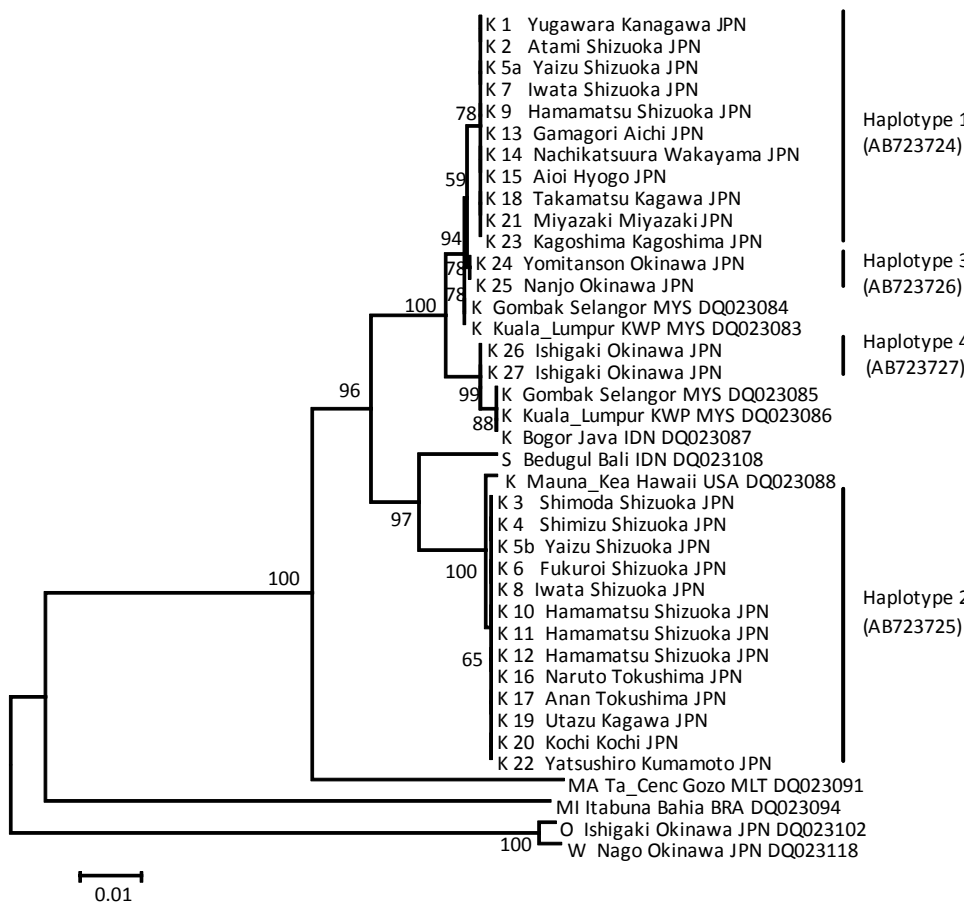 K 1 Yugawara Kanagawa JPN
K 2 Atami Shizuoka JPN
K 5a Yaizu Shizuoka JPN
K 7 Iwata Shizuoka JPN
K 9 Hamamatsu Shizuoka JPN
K 13 Gamagori Aichi JPN
K 14 Nachikatsuura Wakayama JPN
K 15 Aioi Hyogo JPN
K 18 Takamatsu Kagawa JPN
K 21 Miyazaki Miyazaki JPN
K 23 Kagoshima Kagoshima JPN
K 24 Yomitanson Okinawa JPN
K 25 Nanjo Okinawa JPN
K Gombak Selangor MYS DQ023084
K Kuala_Lumpur KWP MYS DQ023083
K 26 Ishigaki Okinawa JPN
K 27 Ishigaki Okinawa JPN
K Gombak Selangor MYS DQ023085
K Kuala_Lumpur KWP MYS DQ023086
K Bogor Java IDN DQ023087
S Bedugul Bali IDN DQ023108
K Mauna_Kea Hawaii USA DQ023088
K 3 Shimoda Shizuoka JPN
K 4 Shimizu Shizuoka JPN
K 5b Yaizu Shizuoka JPN
K 6 Fukuroi Shizuoka JPN
K 8 Iwata Shizuoka JPN
K 10 Hamamatsu Shizuoka JPN
K 11 Hamamatsu Shizuoka JPN
K 12 Hamamatsu Shizuoka JPN
K 16 Naruto Tokushima JPN
K 17 Anan Tokushima JPN
K 19 Utazu Kagawa JPN
K 20 Kochi Kochi JPN
K 22 Yatsushiro Kumamoto JPN
MA Ta_Cenc Gozo MLT DQ023091
MI Itabuna Bahia BRA DQ023094
O Ishigaki Okinawa JPN DQ023102
W Nago Okinawa JPN DQ023118
Haplotype 1
(AB723724)
Haplotype 3
(AB723726)
Haplotype 4
(AB723727)
Haplotype 2
(AB723725)
78
59
94
78
78
100
99
88
96
97
100
65
100
100
0.01